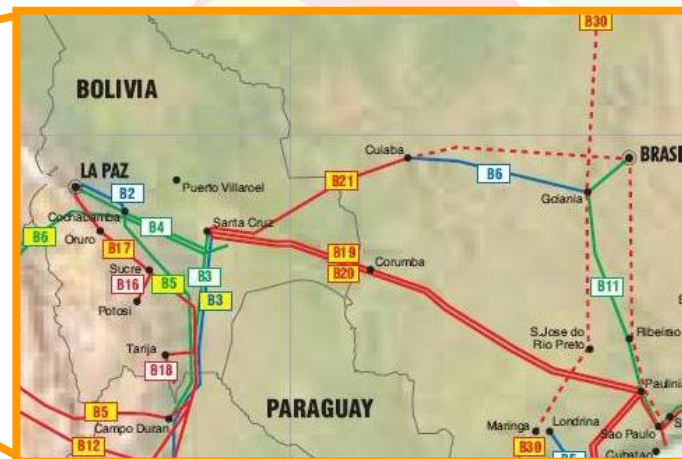 B30
BOLIVIA
Cuiaba
BRASI
LA PAZ
B21
B6
Puerto Villaroel
B2
Goiania
Cochabamba
B4
Santa Cruz
B6
Oruro
B17
B19
Corumba
Sucre
B3
B20
B16
B5
B3
B11
Potosi
S.Jose do
Rio Preto
Ribeirao
Tarija
B18
Paulinia
B5
PARAGUAY
Campo Duran
Maringa
Londrina
Sao Paulo
B12
B30
Cubatao